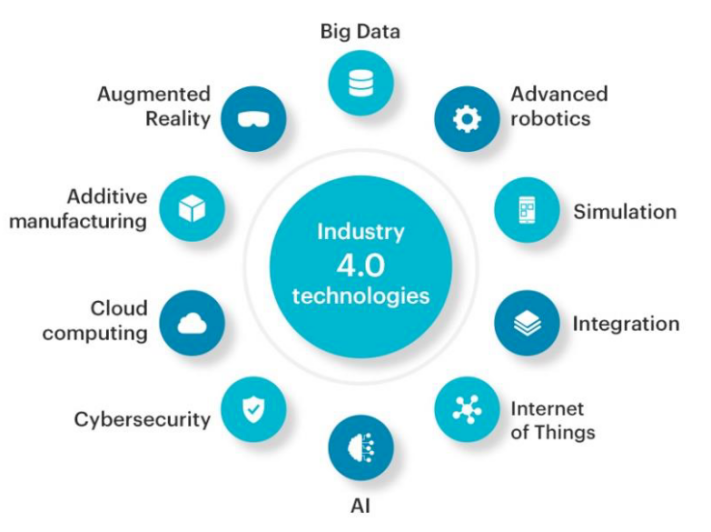 Big Data
Augmented
Reality
Advanced
robotics
Additive
manufacturing
Simulation
Industry
4.0
technologies
Cloud
computing
Integration
Cybersecurity
Internet
of Things
AI